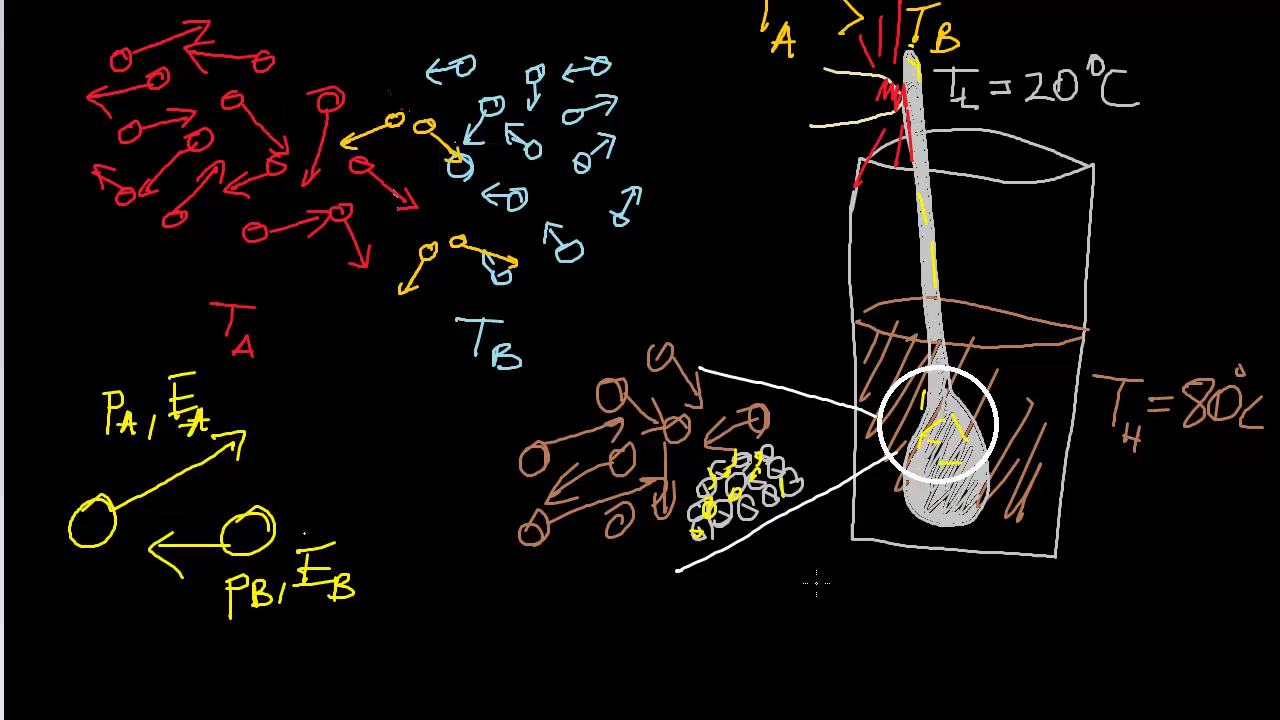 T_A > T_B
T_L = 20°C
T_A
T_B
P_A, E_A
T_H = 80°C
P_B, E_B